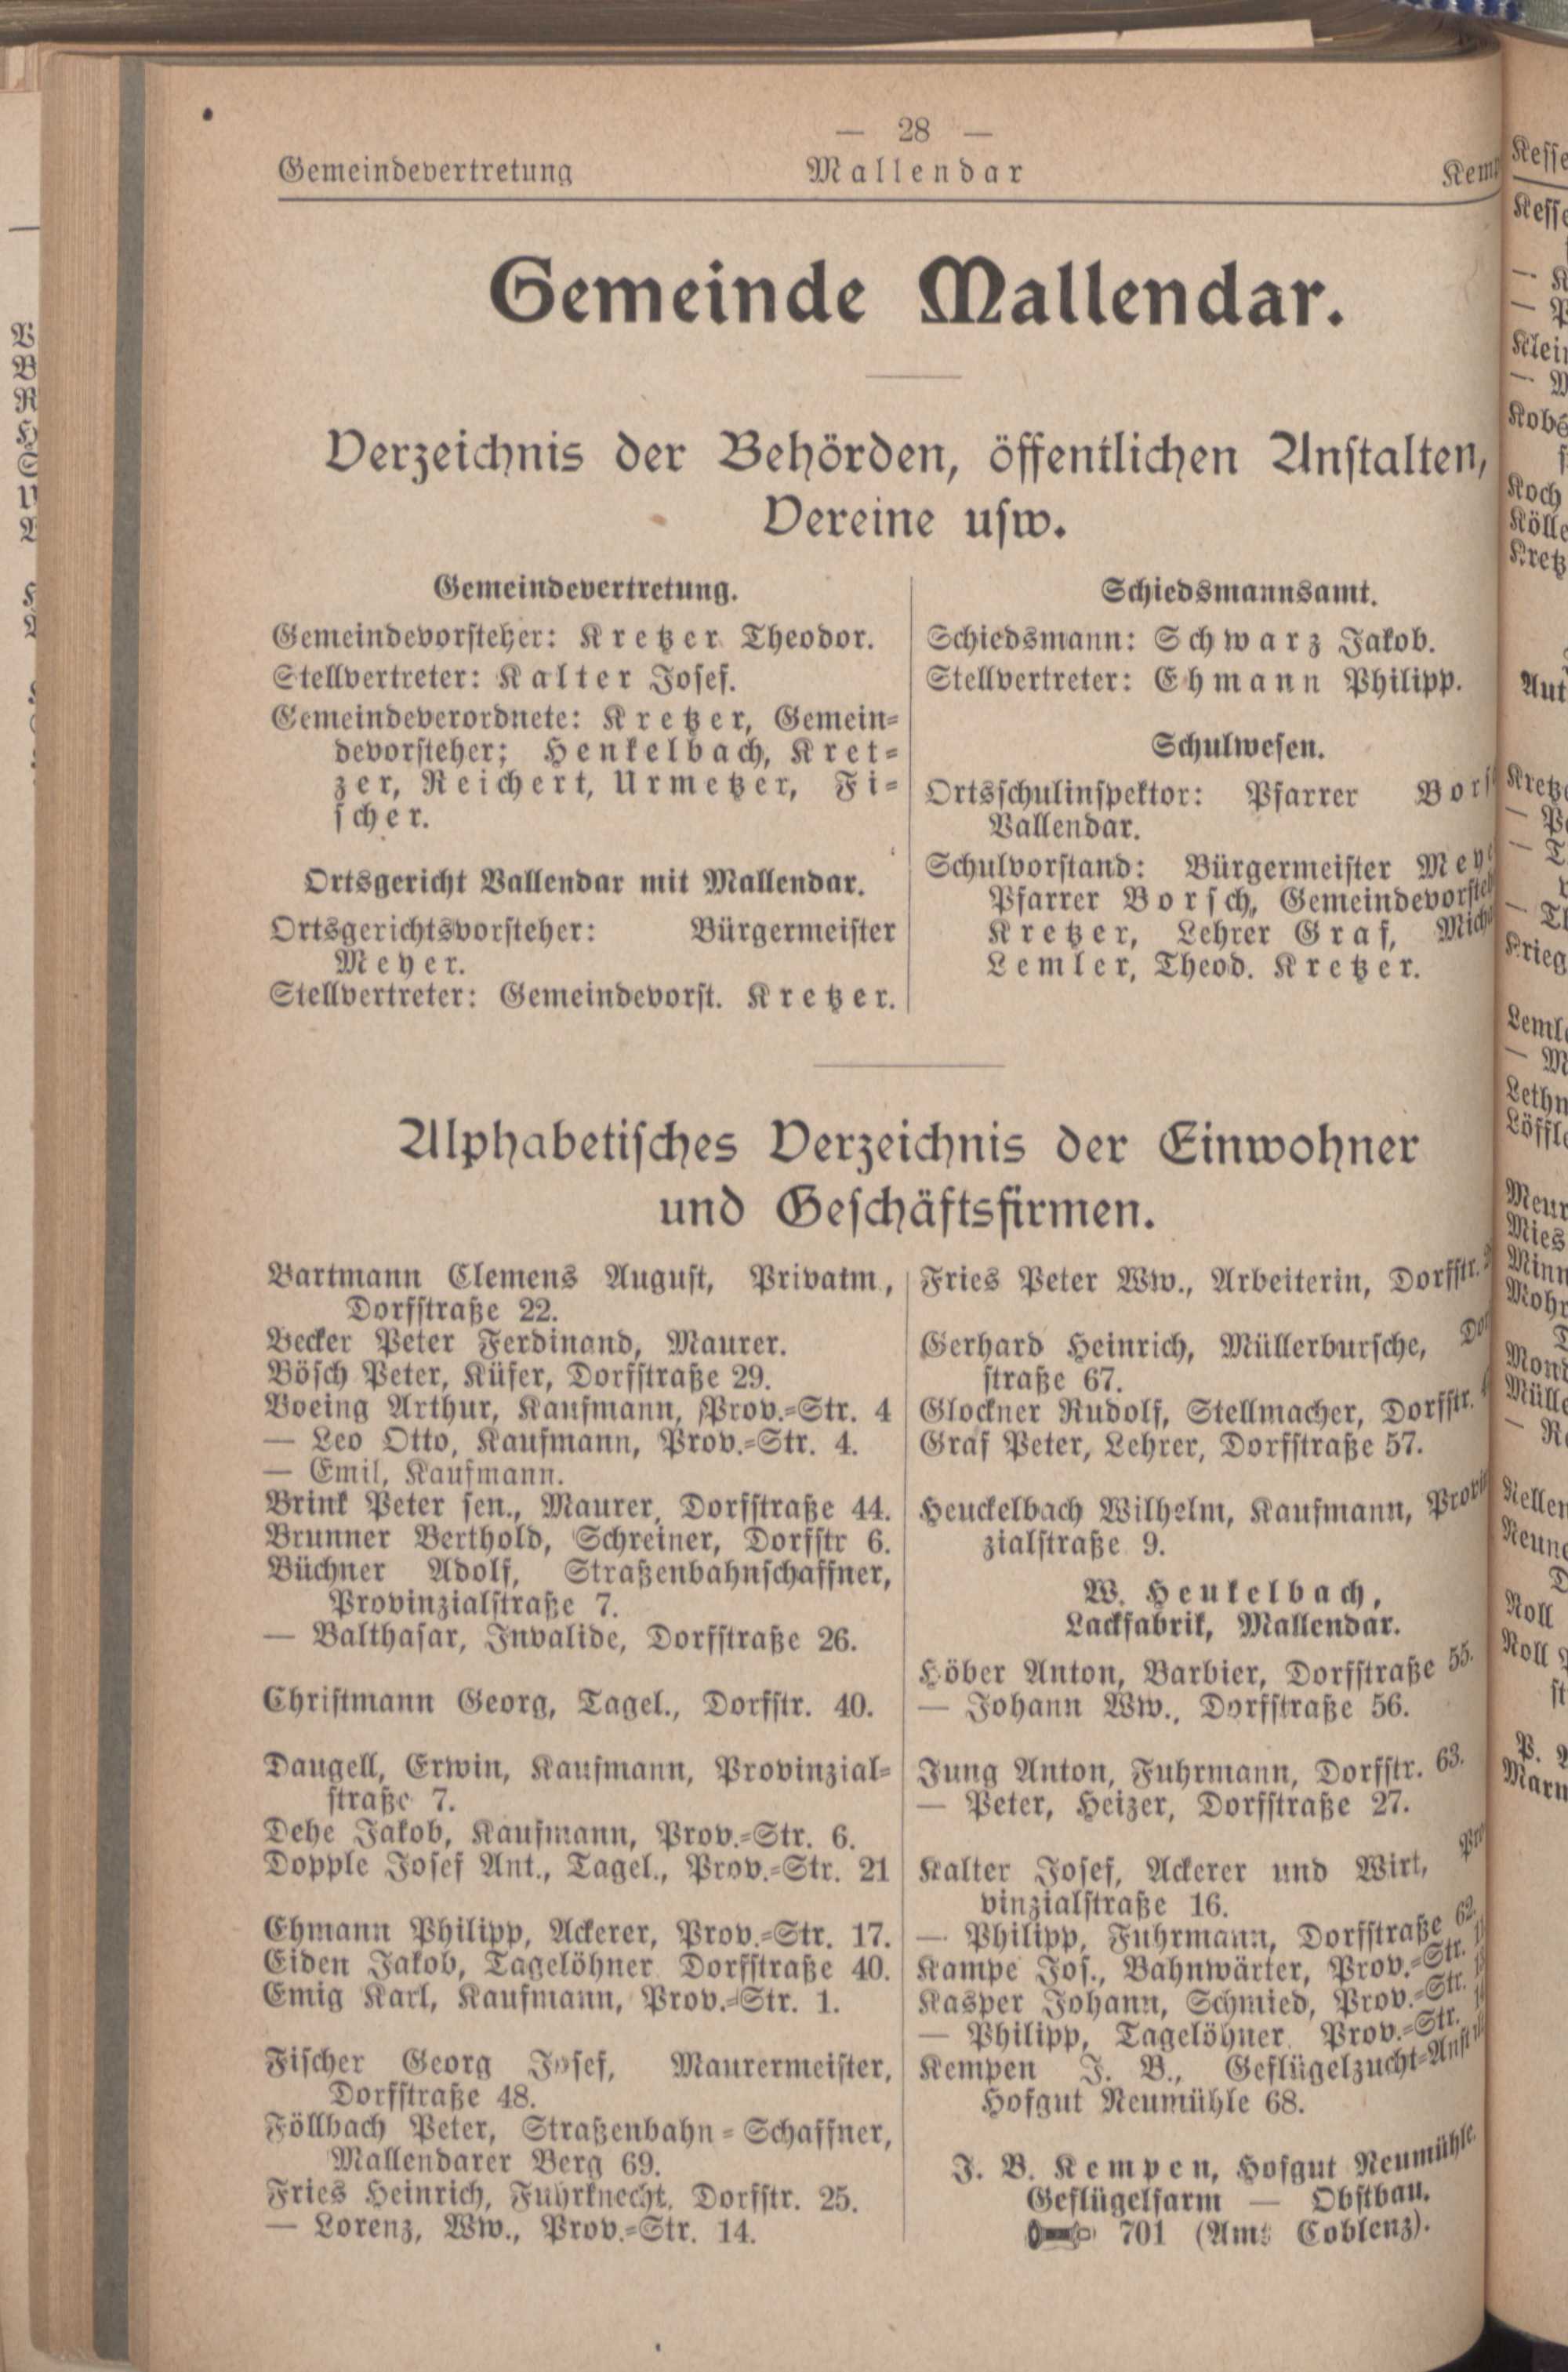 — 28 —
Gemeindevertretung Mallendar
Gemeinde Mallendar.
Verzeichnis der Behörden, öffentlichen Anstalten,
Vereine usw.
Gemeindevertretung.
Gemeindevorsteher: Kretzer Theodor.
Stellvertreter: Kalter Josef.
Gemeindeverordnete: Kretzer, Gemein-
devorsteher; Henkelbach, Kret-
zer, Reichert, Urmetzer, Fi-
scher.
Ortsgericht Vallendar mit Mallendar.
Ortsgerichtsvorsteher: Bürgermeister
Meyer.
Stellvertreter: Gemeindevorst. Kretzer.
Schiedsmannsamt.
Schiedsmann: Schwarz Jakob.
Stellvertreter: Ehmann Philipp.
Schulwesen.
Ortsschulinspektor: Pfarrer
Vallendar.
Schulvorstand: Bürgermeister
Pfarrer Borsch, Gemeindevorsteh
Kretzer, Lehrer Graf, Mich
Lemler, Theod. Kretzer.
Alphabetisches Verzeichnis der Einwohner
und Geschäftsfirmen.
Bartmann Clemens August, Privatm.,
Dorfstraße 22.
Becker Peter Ferdinand, Maurer.
Bösch Peter, Küfer, Dorfstraße 29.
Boeing Arthur, Kaufmann, Prov.-Str. 4
— Leo Otto, Kaufmann, Prov.-Str. 4.
— Emil, Kaufmann.
Brink Peter sen., Maurer, Dorfstraße 44.
Brunner Berthold, Schreiner, Dorfstr 6.
Büchner Adolf, Straßenbahnschaffner,
Provinzialstraße 7.
— Balthasar, Invalide, Dorfstraße 26.
Christmann Georg, Tagel., Dorfstr. 40.
Daugell, Erwin, Kaufmann, Provinzial-
straße 7.
Dehe Jakob, Kaufmann, Prov.-Str. 6.
Dopple Josef Ant., Tagel., Prov.-Str. 21
Ehmann Philipp, Ackerer, Prov.-Str. 17.
Eiden Jakob, Tagelöhner Dorfstraße 40.
Emig Karl, Kaufmann, Prov.-Str. 1.
Fischer Georg Josef, Maurermeister,
Dorfstraße 48.
Föllbach Peter, Straßenbahn-Schaffner,
Mallendarer Berg 69.
Fries Heinrich, Fuhrknecht, Dorfstr. 25.
— Lorenz, Ww., Prov.-Str. 14.
Fries Peter Ww., Arbeiterin, Dorfstr.
Gerhard Heinrich, Müllerbursche,
straße 67.
Glockner Rudolf, Stellmacher, Dorfstr.
Graf Peter, Lehrer, Dorfstraße 57.
Heuckelbach Wilhelm, Kaufmann, Provin
zialstraße 9.
W. Henkelbach,
Lackfabrik, Mallendar.
Höber Anton, Barbier, Dorfstraße 55.
— Johann Ww., Dorfstraße 56.
Jung Anton, Fuhrmann, Dorfstr. 63.
— Peter, Heizer, Dorfstraße 27.
Kalter Josef, Ackerer und Wirt, Pro
vinzialstraße 16.
— Philipp, Fuhrmann, Dorfstraße 62.
Kampe Jos., Bahnwärter, Prov.-Str.
Kasper Johann, Schmied, Prov.-Str.
— Philipp, Tagelöhner Prov.-Str.
Kempen J. B., Geflügelzucht-Anst
Hofgut Neumühle 68.
J. B. Kempen, Hofgut Neumühle.
Geflügelfarm — Obstbau.
701 (Amt Coblenz).